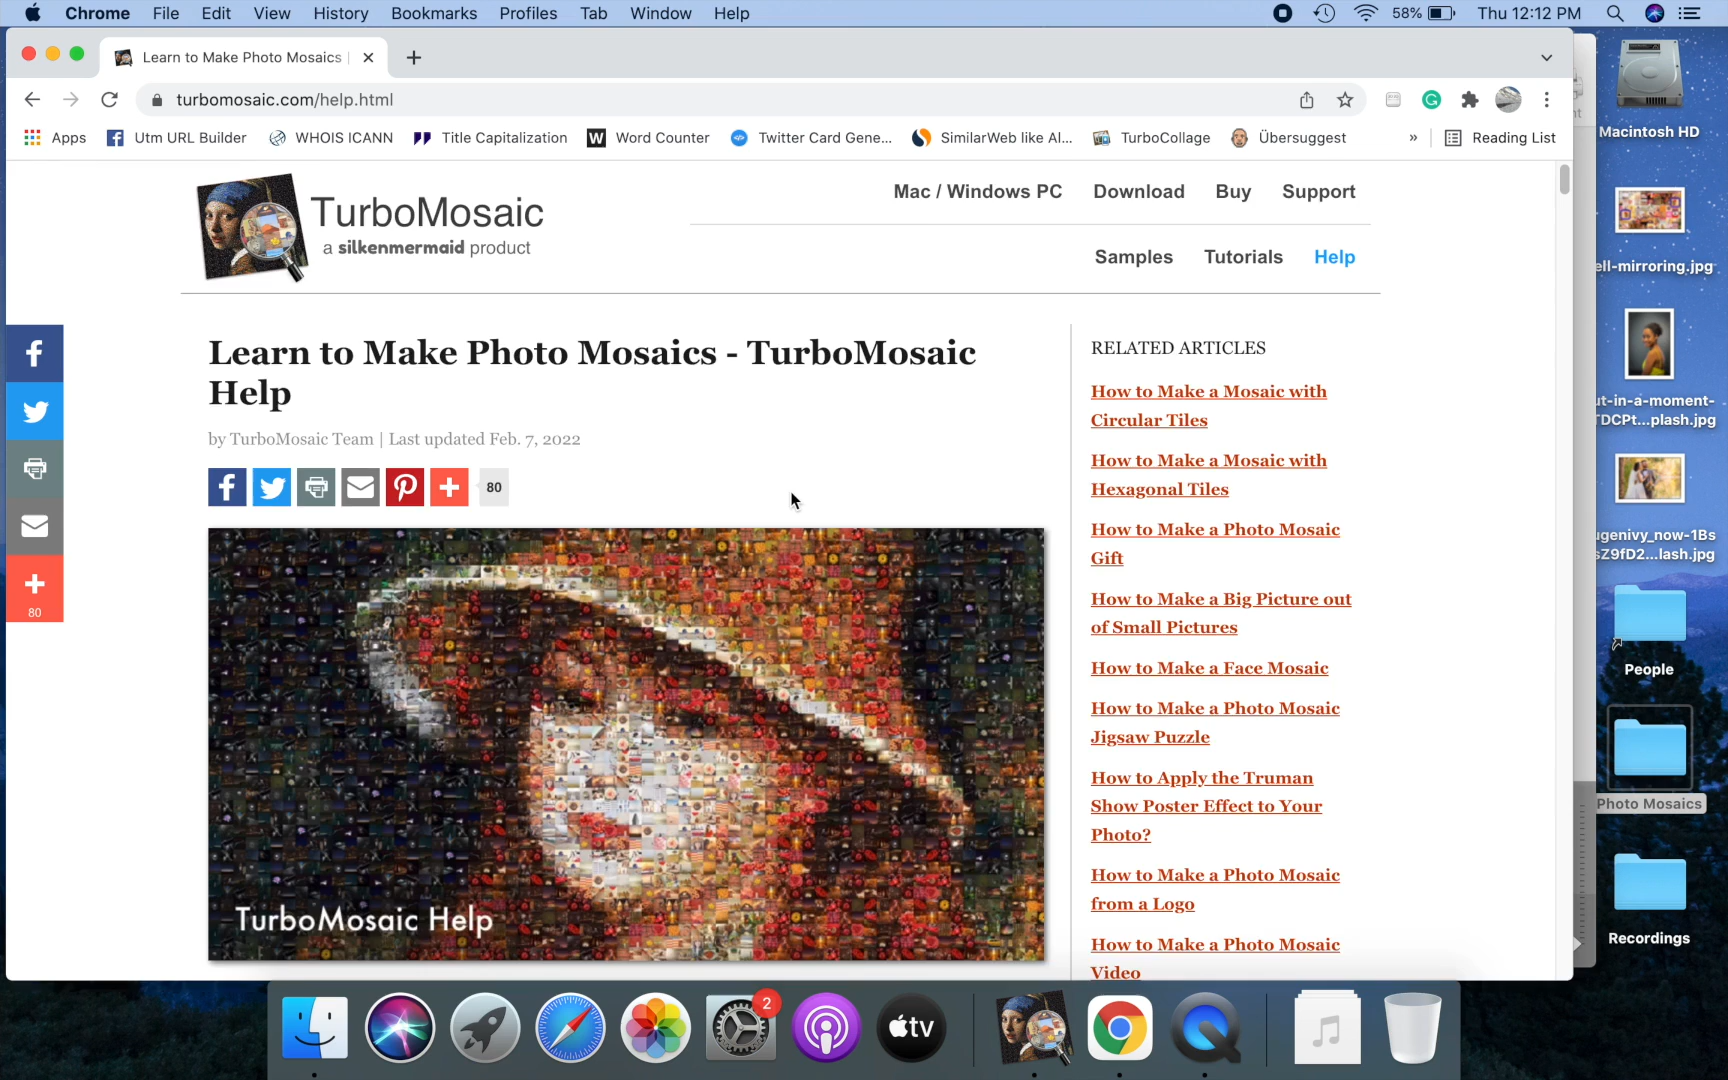 Chrome File Edit View History Bookmarks Profiles Tab Window Help
58% Thu 12:12 PM
Learn to Make Photo Mosaics
turbomosaic.com/help.html
Apps Utm URL Builder WHOIS ICANN Title Capitalization W Word Counter Twitter Card Gene... SimilarWeb like Al... TurboCollage Übersuggest » Reading List
TurboMosaic
a silkenmermaid product
Mac / Windows PC Download Buy Support
Samples Tutorials Help
Learn to Make Photo Mosaics - TurboMosaic
Help
by TurboMosaic Team | Last updated Feb. 7, 2022
80
80
TurboMosaic Help
RELATED ARTICLES
How to Make a Mosaic with
Circular Tiles
How to Make a Mosaic with
Hexagonal Tiles
How to Make a Photo Mosaic
Gift
How to Make a Big Picture out
of Small Pictures
How to Make a Face Mosaic
How to Make a Photo Mosaic
Jigsaw Puzzle
How to Apply the Truman
Show Poster Effect to Your
Photo?
How to Make a Photo Mosaic
from a Logo
How to Make a Photo Mosaic
Video
Macintosh HD
ell-mirroring.jpg
ut-in-a-moment-
TDCPt...plash.jpg
genivy_now-1Bs
sZ9fD2...lash.jpg
People
Photo Mosaics
Recordings
2
tv